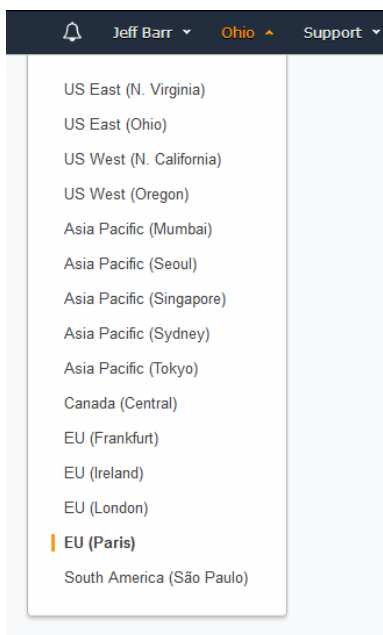 Jeff Barr Ohio Support
US East (N. Virginia)
US East (Ohio)
US West (N. California)
US West (Oregon)
Asia Pacific (Mumbai)
Asia Pacific (Seoul)
Asia Pacific (Singapore)
Asia Pacific (Sydney)
Asia Pacific (Tokyo)
Canada (Central)
EU (Frankfurt)
EU (Ireland)
EU (London)
EU (Paris)
South America (São Paulo)